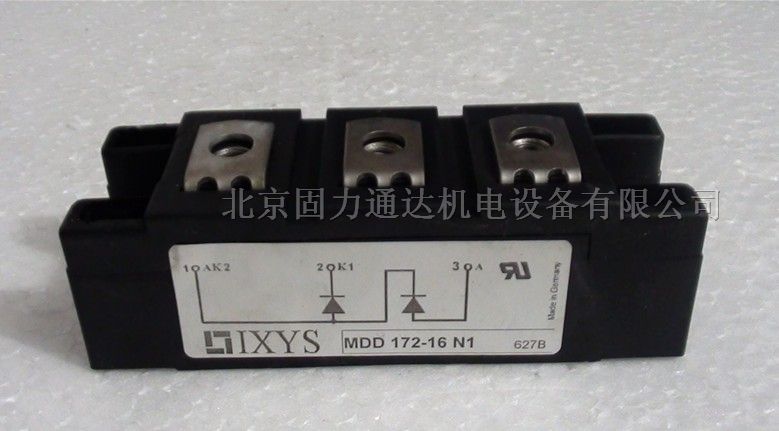 北京固力通达机电设备有限公司
1 AK2 2 K1 3 A
Made in Germany
IXYS MDD 172-16 N1 627B